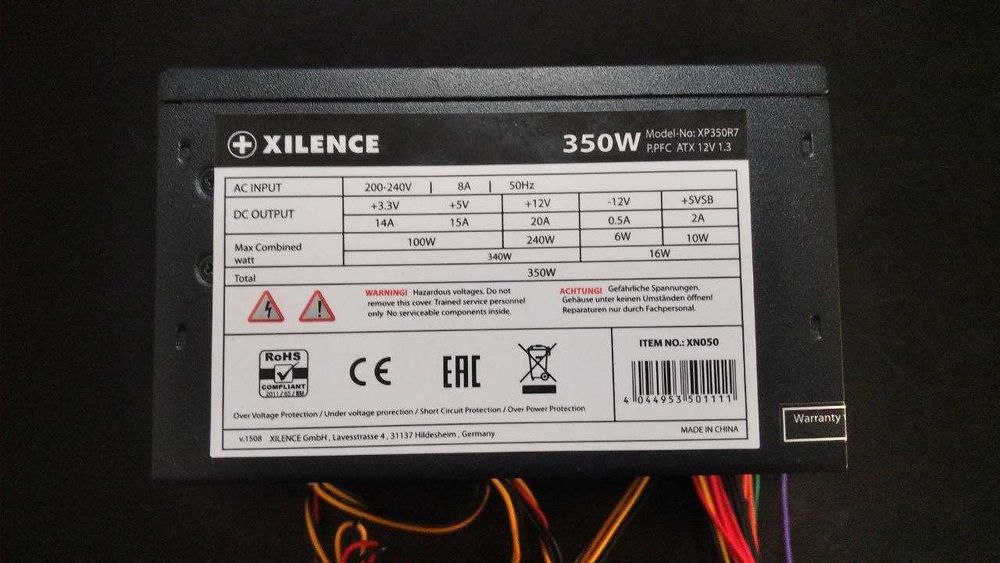 XILENCE
350W
Model-No: XP350R7
P.PFC ATX 12V 1.3
AC INPUT 200-240V | 8A | 50Hz
DC OUTPUT +3.3V +5V +12V -12V +5VSB
14A 15A 20A 0.5A 2A
Max Combined watt 100W 240W 6W 10W
340W 16W
Total 350W
WARNING! Hazardous voltages. Do not
remove this cover. Trained service personnel
only. No serviceable components inside.
ACHTUNG! Gefährliche Spannungen.
Gehäuse unter keinen Umständen öffnen!
Reparaturen nur durch Fachpersonal.
RoHS
COMPLIANT
2011/65/EU
CE
EAC
ITEM NO.: XN050
4 044953 501111
Over Voltage Protection / Under voltage prorection / Short Circuit Protection / Over Power Protection
v.1508 XILENCE GmbH , Lavesstrasse 4 , 31137 Hildesheim , Germany
MADE IN CHINA
Warranty